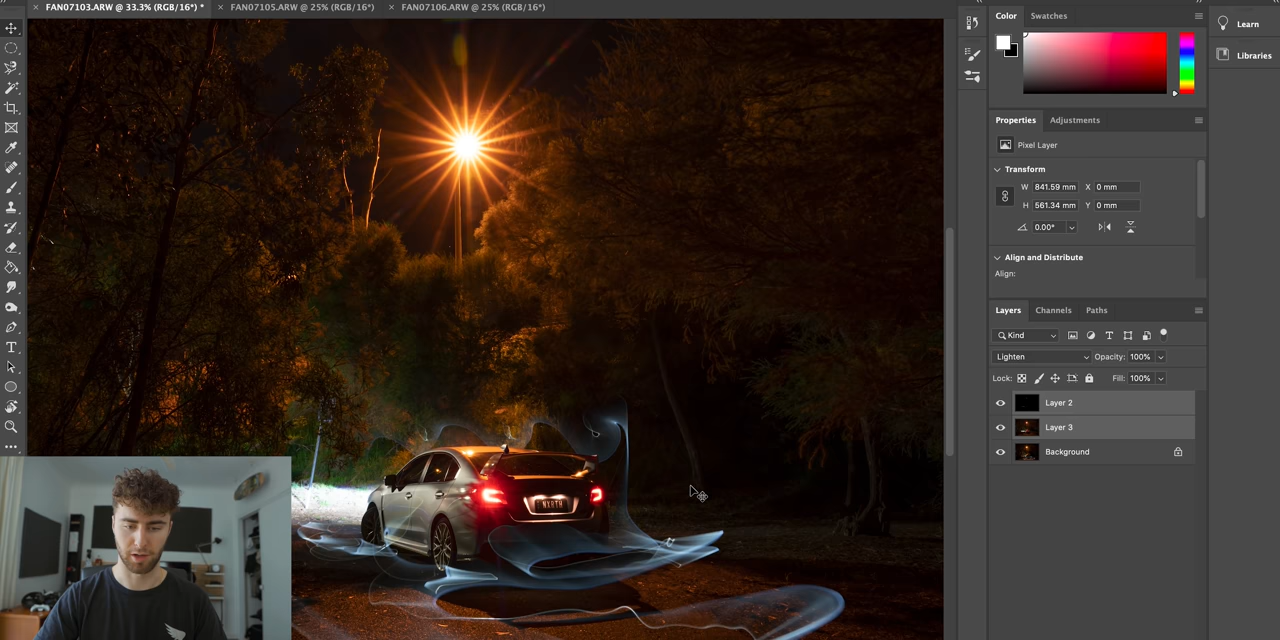 FAN07103.ARW @ 33.3% (RGB/16*) *
FAN07105.ARW @ 25% (RGB/16*)
FAN07106.ARW @ 25% (RGB/16*)
Color
Swatches
Learn
Libraries
Properties
Adjustments
Pixel Layer
Transform
W 841.59 mm X 0 mm
H 561.34 mm Y 0 mm
0.00°
Align and Distribute
Align:
Layers
Channels
Paths
Kind
Lighten
Opacity: 100%
Lock:
Fill: 100%
Layer 2
Layer 3
Background
NXRTH